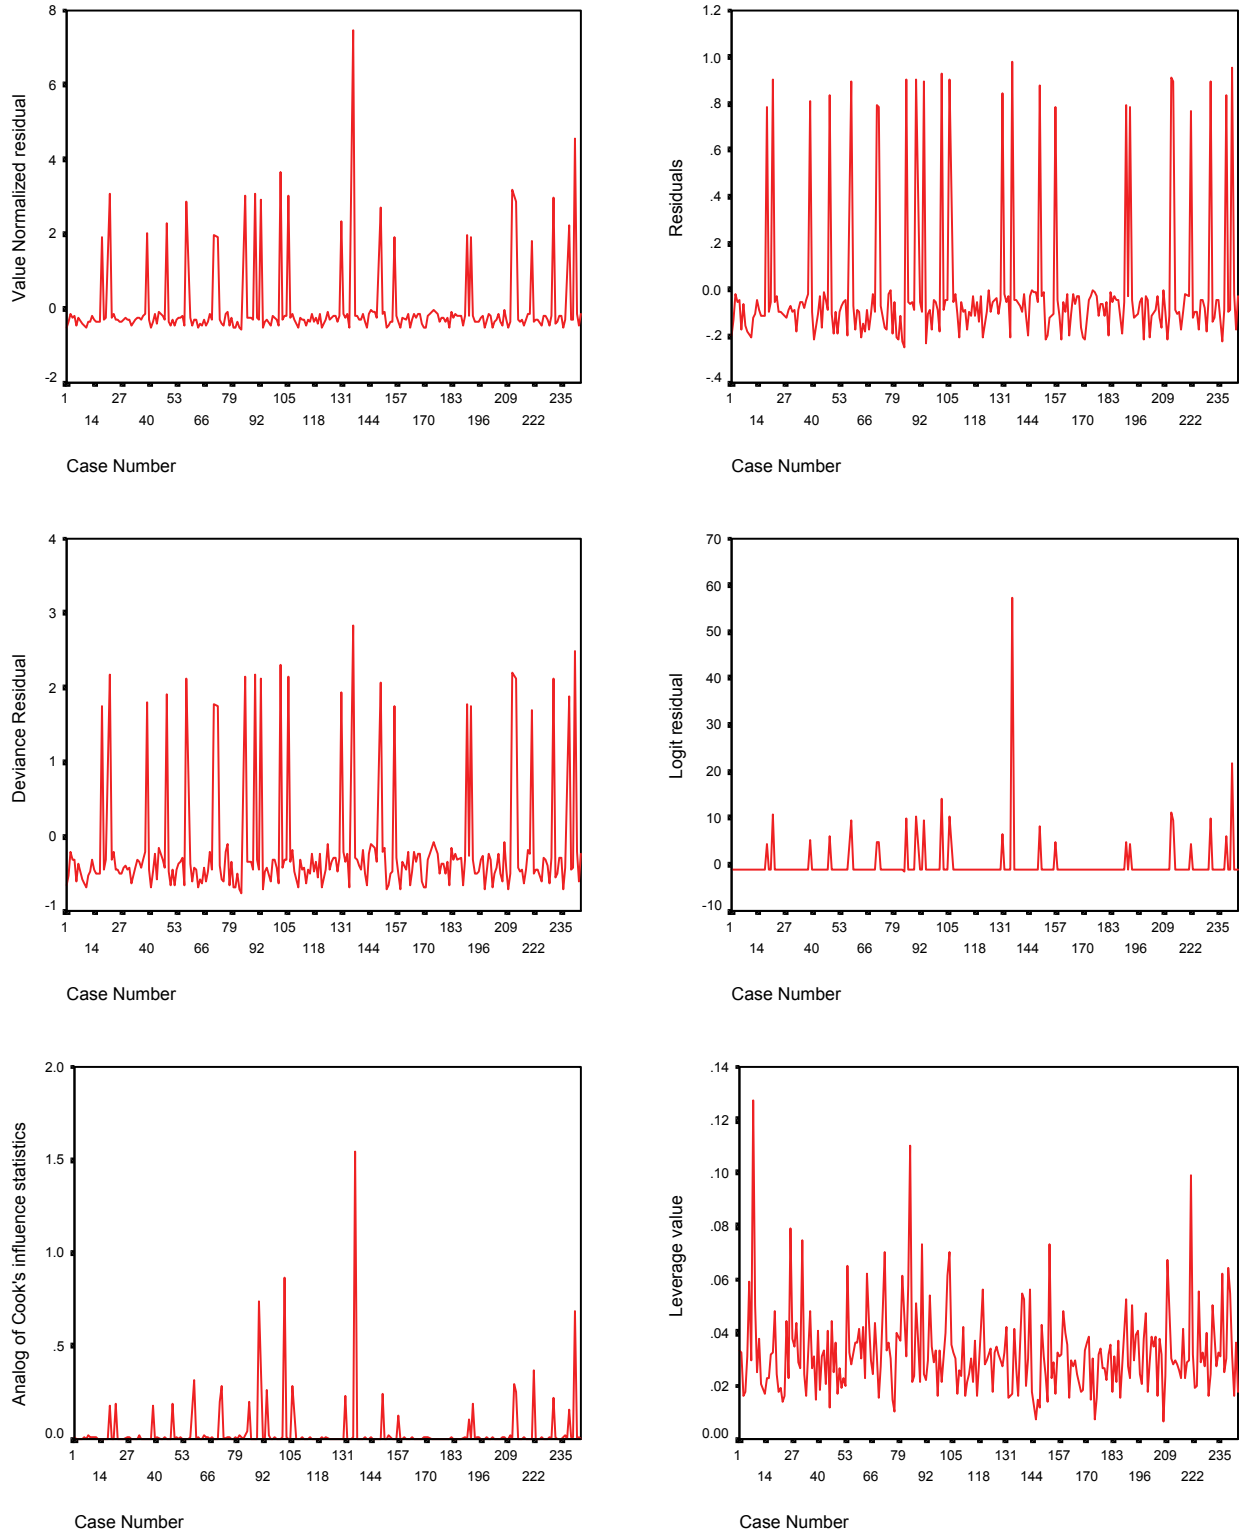 8
6
4
2
0
-2
Value Normalized residual
1 27 53 79 105 131 157 183 209 235
14 40 66 92 118 144 170 196 222
Case Number
1.2
1.0
.8
.6
.4
.2
0.0
-.2
-.4
Residuals
1 27 53 79 105 131 157 183 209 235
14 40 66 92 118 144 170 196 222
Case Number
4
3
2
1
0
-1
Deviance Residual
1 27 53 79 105 131 157 183 209 235
14 40 66 92 118 144 170 196 222
Case Number
70
60
50
40
30
20
10
0
-10
Logit residual
1 27 53 79 105 131 157 183 209 235
14 40 66 92 118 144 170 196 222
Case Number
2.0
1.5
1.0
.5
0.0
Analog of Cook's influence statistics
1 27 53 79 105 131 157 183 209 235
14 40 66 92 118 144 170 196 222
Case Number
.14
.12
.10
.08
.06
.04
.02
0.00
Leverage value
1 27 53 79 105 131 157 183 209 235
14 40 66 92 118 144 170 196 222
Case Number